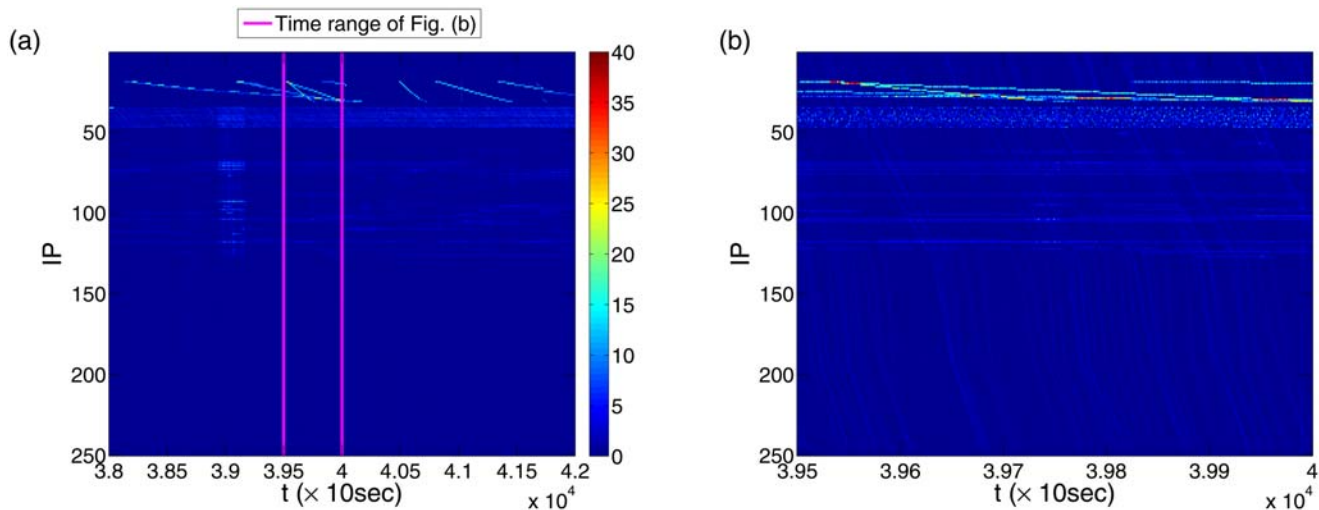 Time range of Fig. (b)
(a)
(b)
40
35
30
25
20
15
10
5
0
50
100
150
200
250
IP
3.8 3.85 3.9 3.95 4 4.05 4.1 4.15 4.2
t (× 10sec)
x 10^4
50
100
150
200
250
IP
3.95 3.96 3.97 3.98 3.99 4
t (× 10sec)
x 10^4